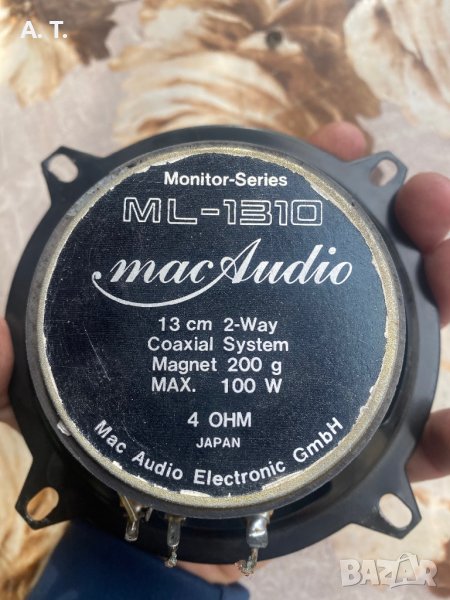 A. T.
Monitor-Series
ML-1310
macAudio
13 cm 2-Way
Coaxial System
Magnet 200 g
MAX. 100 W
4 OHM
JAPAN
Mac Audio Electronic GmbH
BAZAR